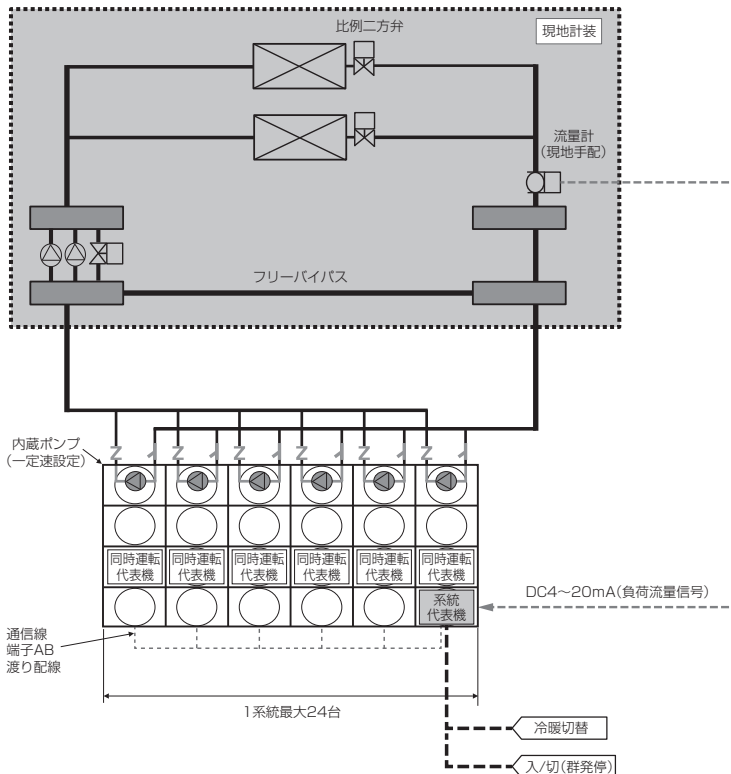 比例二方弁
現地計装
流量計
(現地手配)
フリーバイパス
内蔵ポンプ
(一定速設定)
同時運転
代表機
同時運転
代表機
同時運転
代表機
同時運転
代表機
同時運転
代表機
同時運転
代表機
系統
代表機
DC4〜20mA(負荷流量信号)
通信線
端子AB
渡り配線
1系統最大24台
冷暖切替
入/切(群発停)